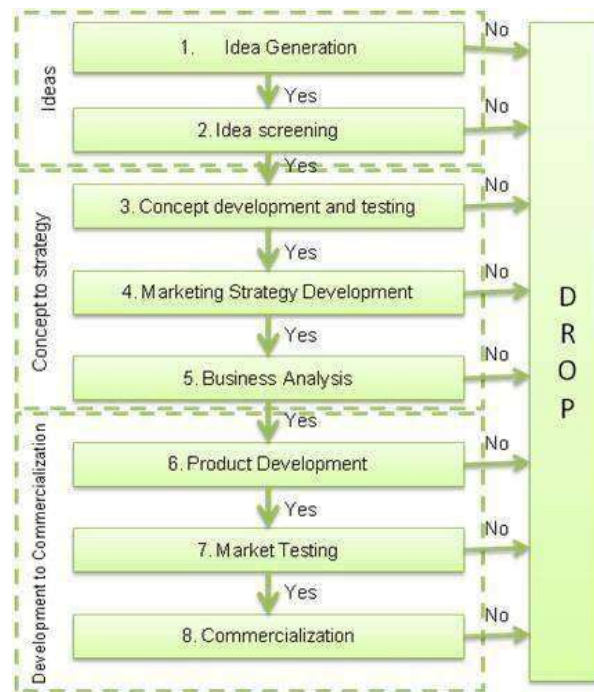 Ideas
1. Idea Generation
No
Yes
2. Idea screening
No
Yes
Concept to strategy
3. Concept development and testing
No
Yes
4. Marketing Strategy Development
No
Yes
5. Business Analysis
No
Yes
Development to Commercialization
6. Product Development
No
Yes
7. Market Testing
No
Yes
8. Commercialization
No
D
R
O
P